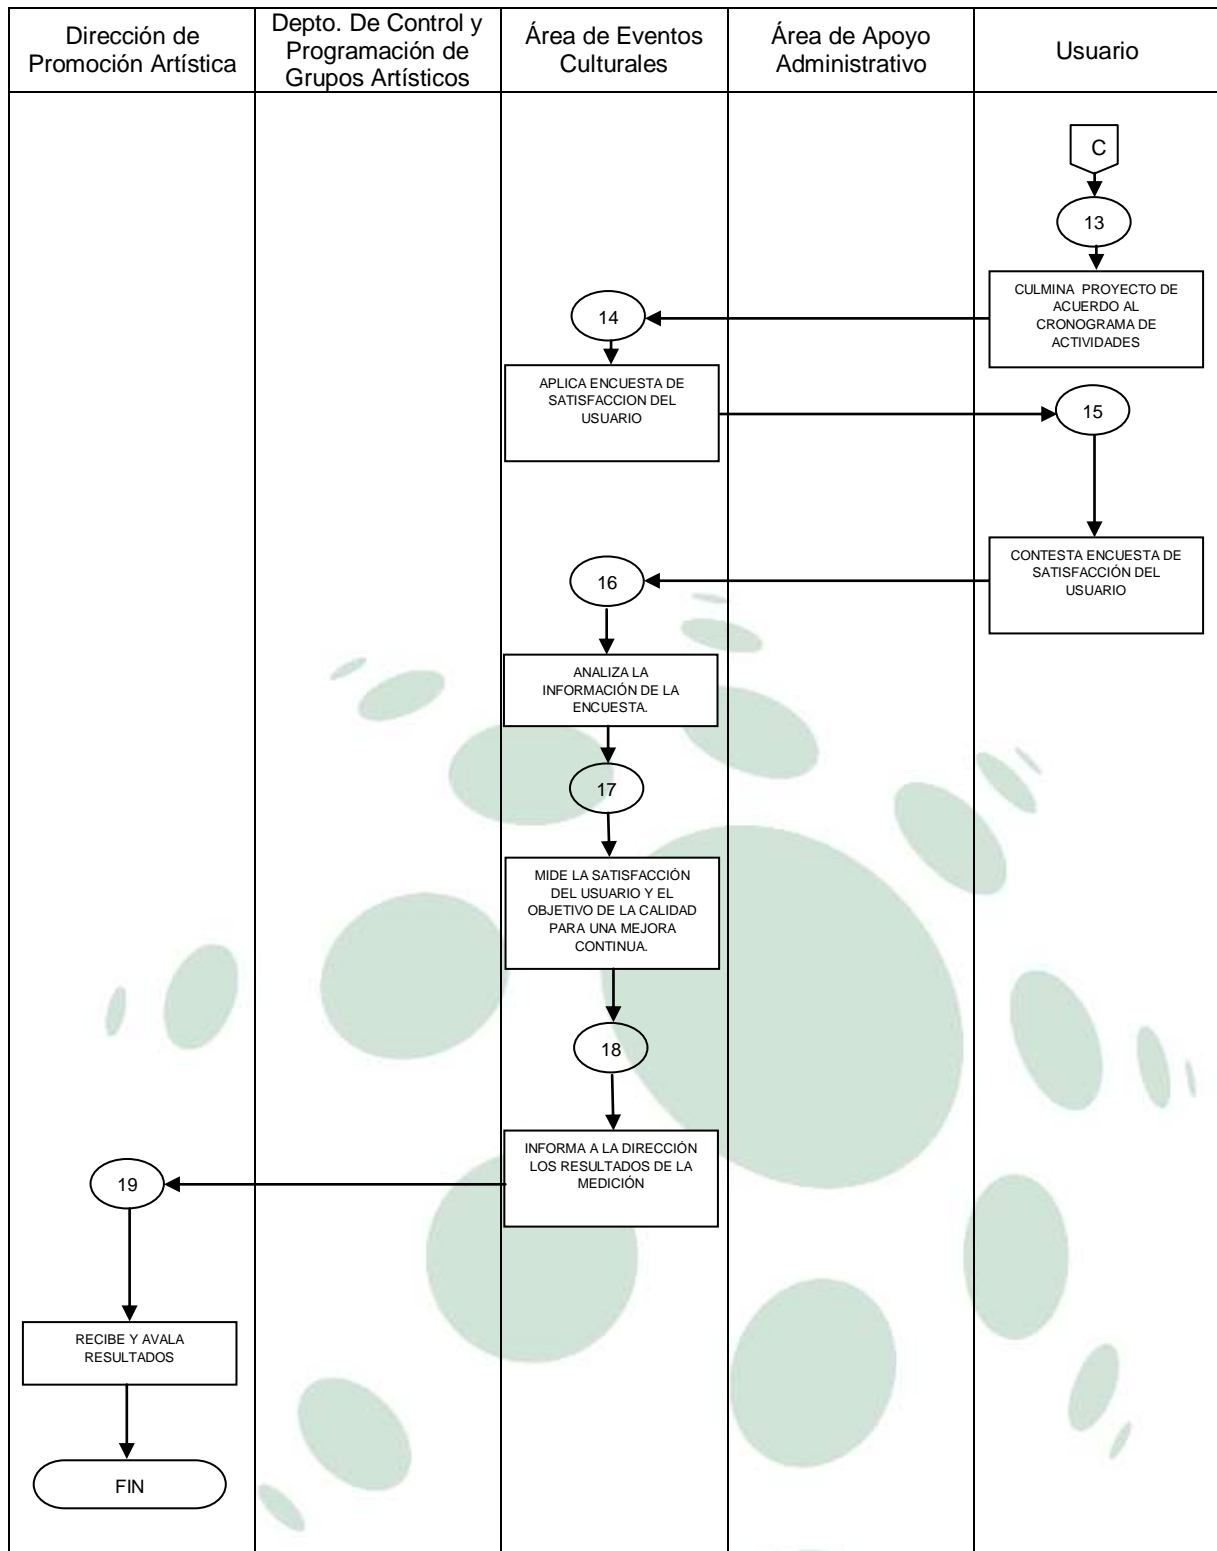 Dirección de
Promoción Artística
Depto. De Control y
Programación de
Grupos Artísticos
Área de Eventos
Culturales
Área de Apoyo
Administrativo
Usuario
C
13
CULMINA PROYECTO DE
ACUERDO AL
CRONOGRAMA DE
ACTIVIDADES
14
APLICA ENCUESTA DE
SATISFACCION DEL
USUARIO
15
CONTESTA ENCUESTA DE
SATISFACCIÓN DEL
USUARIO
16
ANALIZA LA
INFORMACIÓN DE LA
ENCUESTA.
17
MIDE LA SATISFACCIÓN
DEL USUARIO Y EL
OBJETIVO DE LA CALIDAD
PARA UNA MEJORA
CONTINUA.
18
INFORMA A LA DIRECCIÓN
LOS RESULTADOS DE LA
MEDICIÓN
19
RECIBE Y AVALA
RESULTADOS
FIN